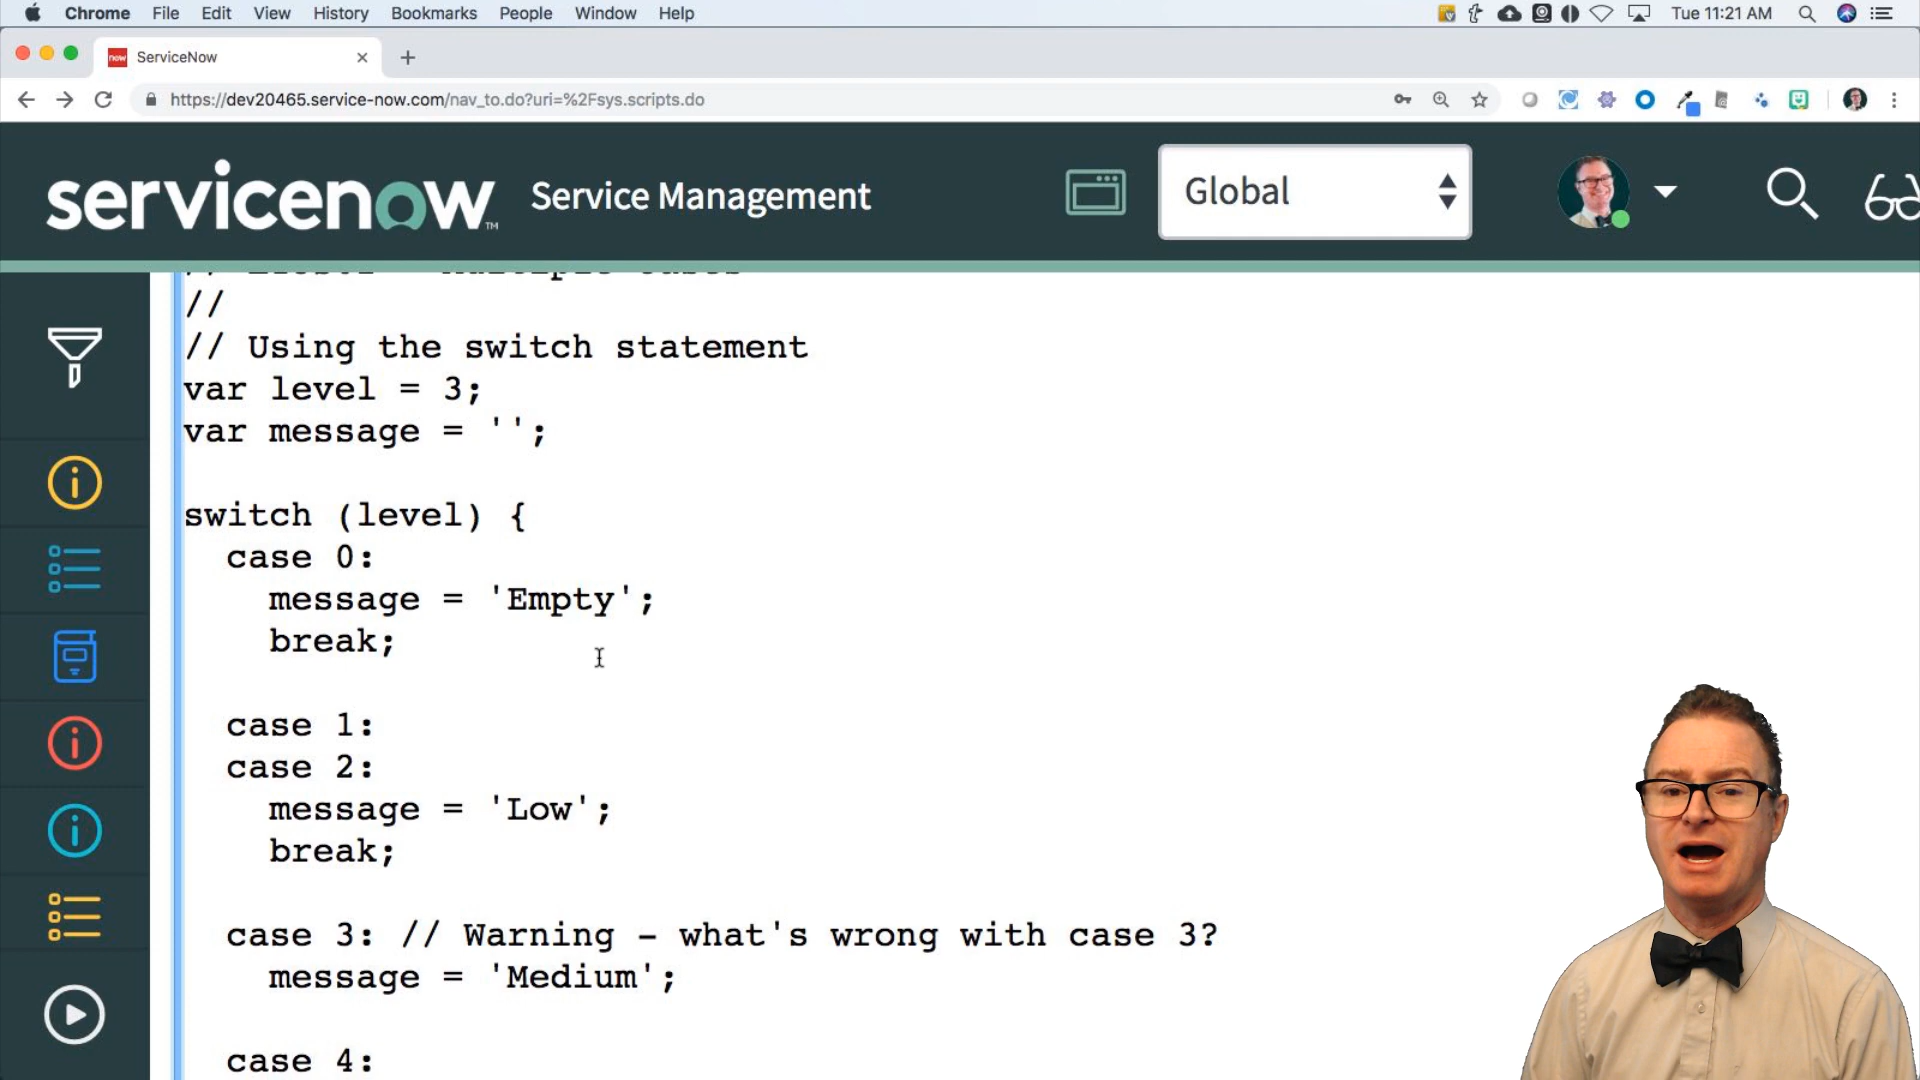 Chrome File Edit View History Bookmarks People Window Help Tue 11:21 AM
now ServiceNow
https://dev20465.service-now.com/nav_to.do?uri=%2Fsys.scripts.do
servicenow™ Service Management Global
//
// Using the switch statement
var level = 3;
var message = '';
switch (level) {
case 0:
message = 'Empty';
break;
case 1:
case 2:
message = 'Low';
break;
case 3: // Warning - what's wrong with case 3?
message = 'Medium';
case 4: